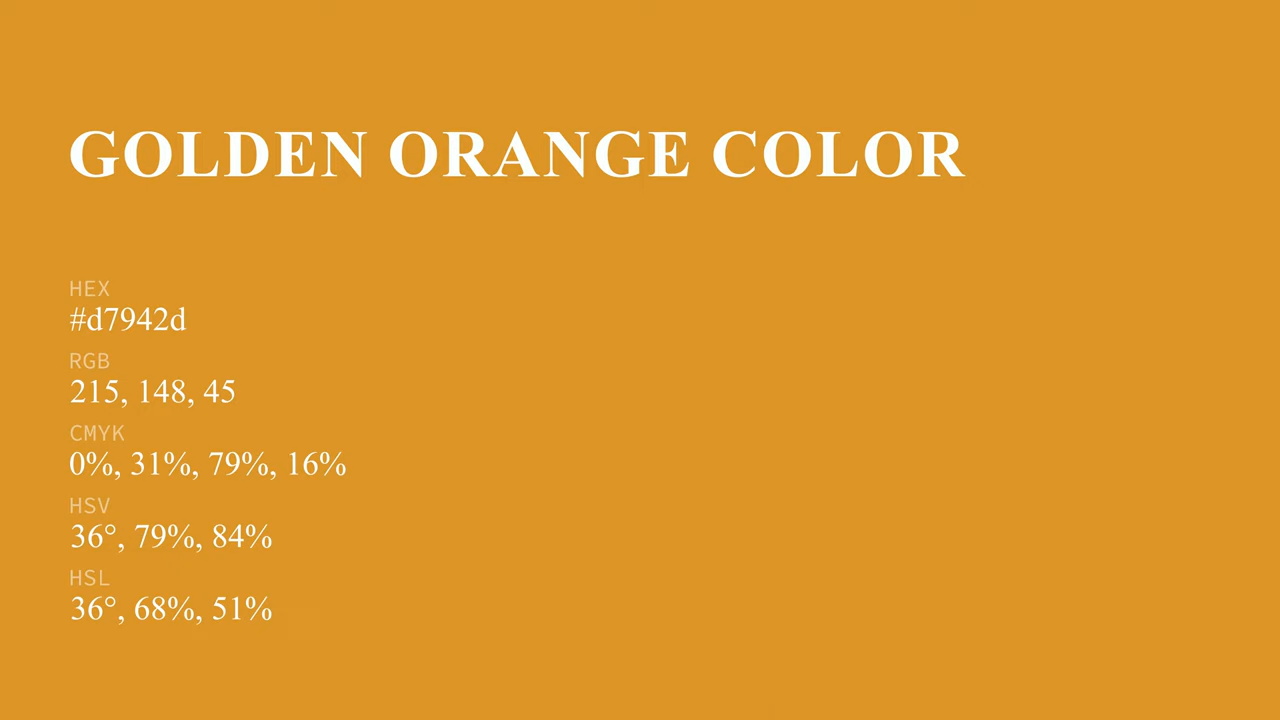 GOLDEN ORANGE COLOR
HEX
#d7942d
RGB
215, 148, 45
CMYK
0%, 31%, 79%, 16%
HSV
36°, 79%, 84%
HSL
36°, 68%, 51%